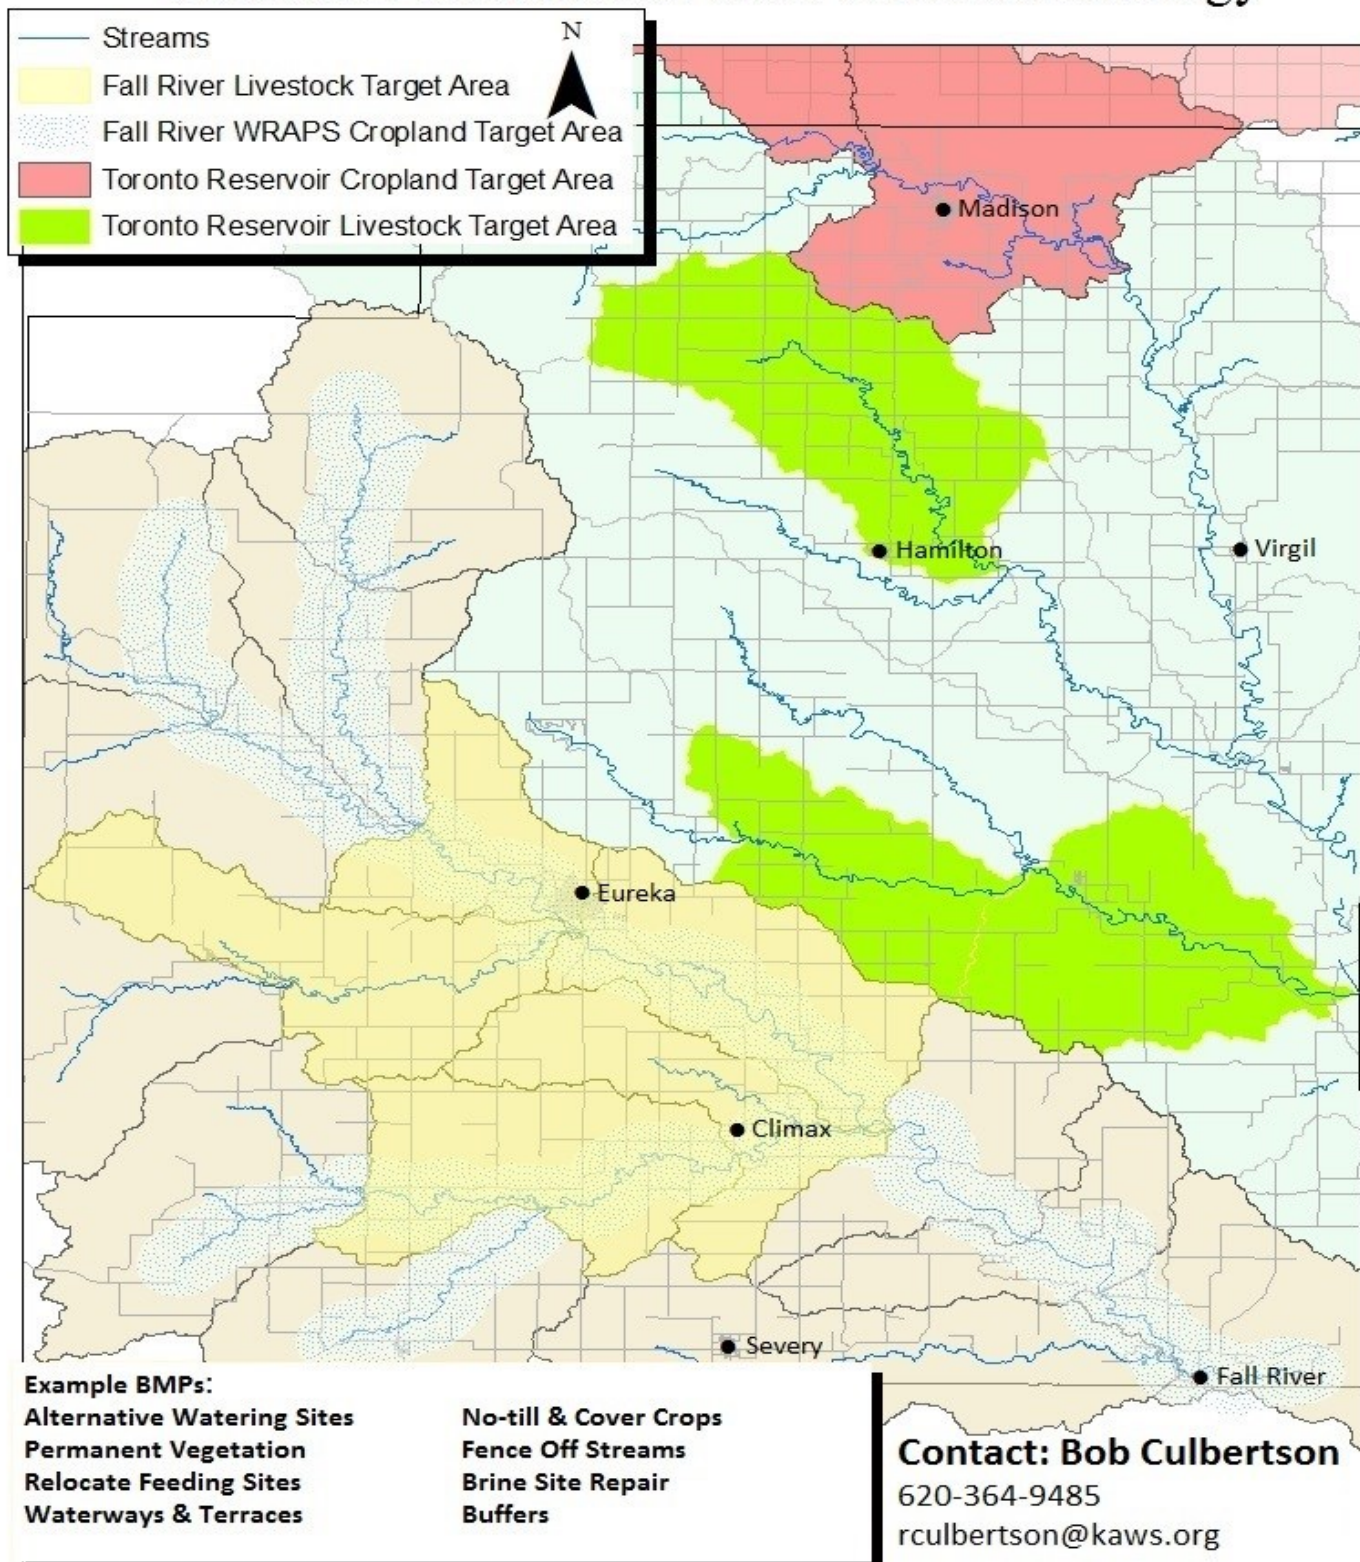 N
Streams
Fall River Livestock Target Area
Fall River WRAPS Cropland Target Area
Toronto Reservoir Cropland Target Area
Toronto Reservoir Livestock Target Area
Madison
Hamilton
Virgil
Eureka
Climax
Severy
Fall River
Example BMPs:
Alternative Watering Sites
Permanent Vegetation
Relocate Feeding Sites
Waterways & Terraces
No-till & Cover Crops
Fence Off Streams
Brine Site Repair
Buffers
Contact: Bob Culbertson
620-364-9485
rculbertson@kaws.org